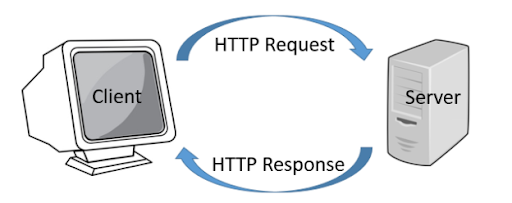 HTTP Request
Client
Server
HTTP Response